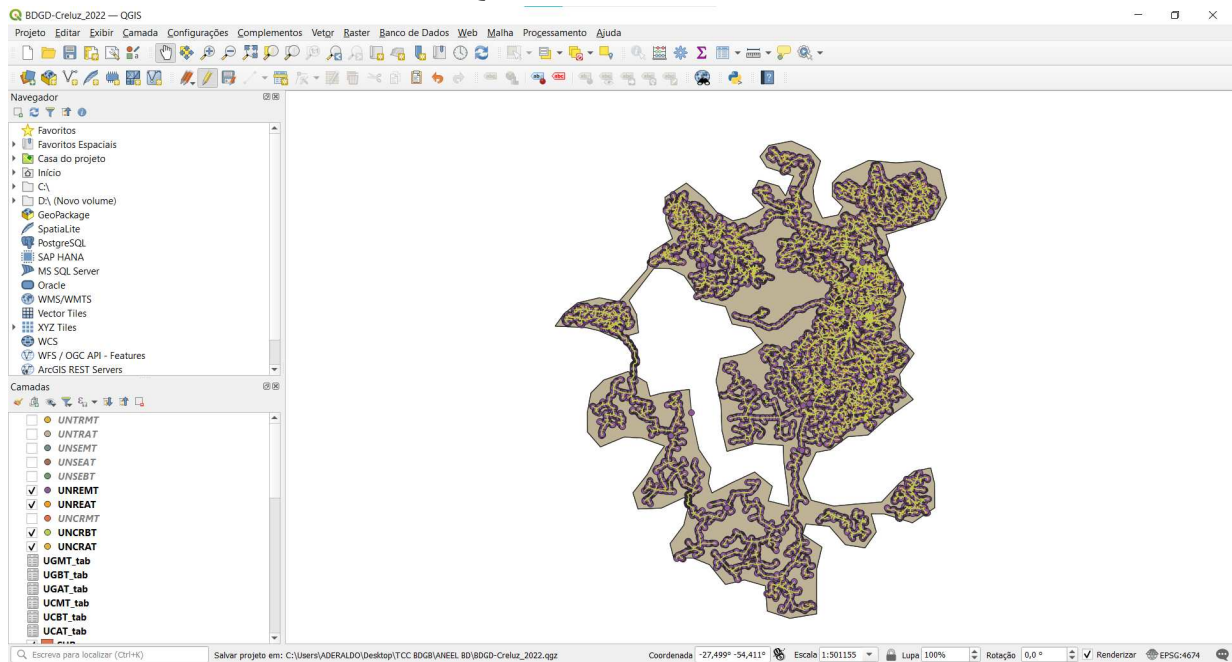 BDGD-Creluz_2022 — QGIS
Projeto Editar Exibir Camada Configurações Complementos Vetor Raster Banco de Dados Web Malha Processamento Ajuda
Navegador
Favoritos
Favoritos Espaciais
Casa do projeto
Início
C:\
D:\ (Novo volume)
GeoPackage
SpatiaLite
PostgreSQL
SAP HANA
MS SQL Server
Oracle
WMS/WMTS
Vector Tiles
XYZ Tiles
WCS
WFS / OGC API - Features
ArcGIS REST Servers
Camadas
UNTRMT
UNTRAT
UNSEMT
UNSEAT
UNSEBT
UNREMT
UNREAT
UNCRMT
UNCRBT
UNCRAT
UGMT_tab
UGBT_tab
UGAT_tab
UCMT_tab
UCBT_tab
UCAT_tab
Escreva para localizar (Ctrl+K) Salvar projeto em: C:\Users\ADERALDO\Desktop\TCC BDGB\ANEEL BD\BDGD-Creluz_2022.qgz Coordenada -27,499° -54,411° Escala 1:501155 Lupa 100% Rotação 0,0 ° Renderizar EPSG:4674